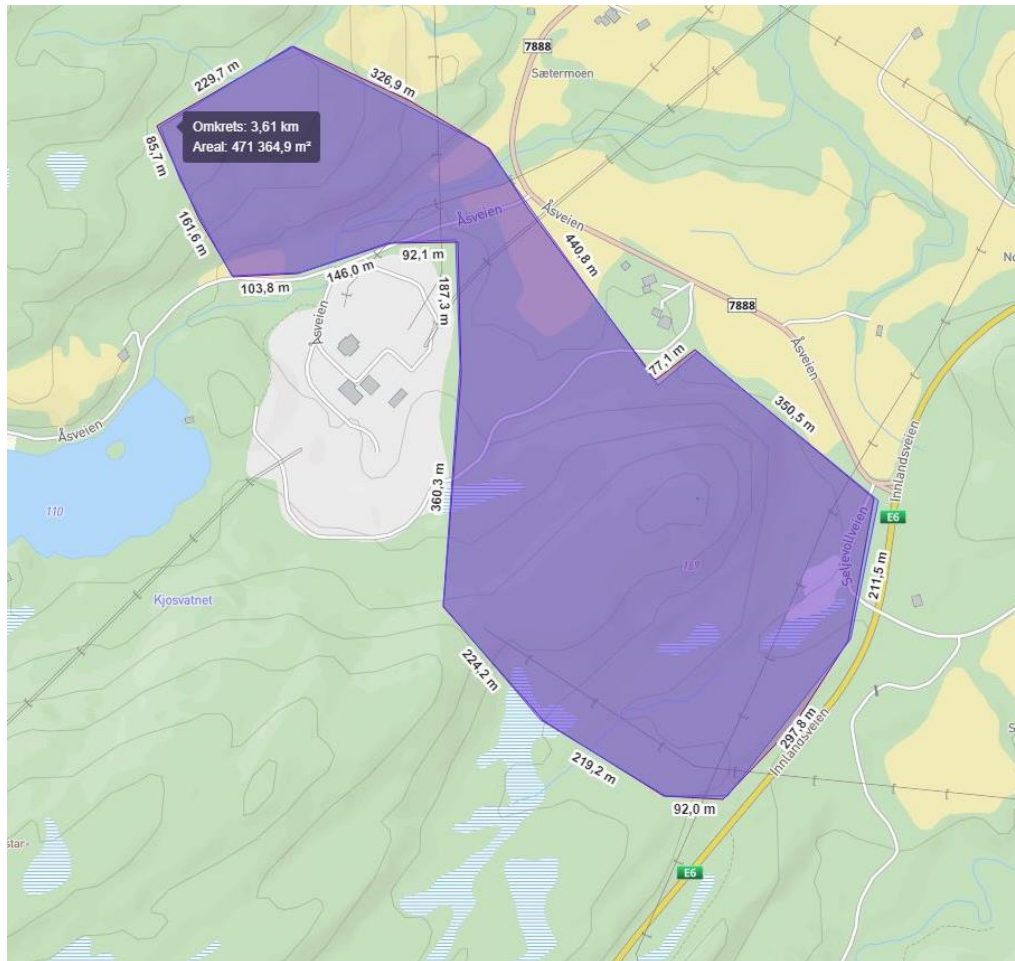 7888
229,7 m
326,9 m
Sætermoen
Omkrets: 3,61 km
Areal: 471 364,9 m²
85,7 m
161,6 m
Åsveien
Åsveien
440,8 m
92,1 m
146,0 m
103,8 m
187,3 m
7888
Åsveien
Åsveien
77,1 m
350,5 m
Åsveien
Innlandsveien
360,3 m
110
E6
Seljevollveien
211,5 m
Kjosvatnet
224,2 m
297,8 m
Innlandsveien
219,2 m
92,0 m
E6